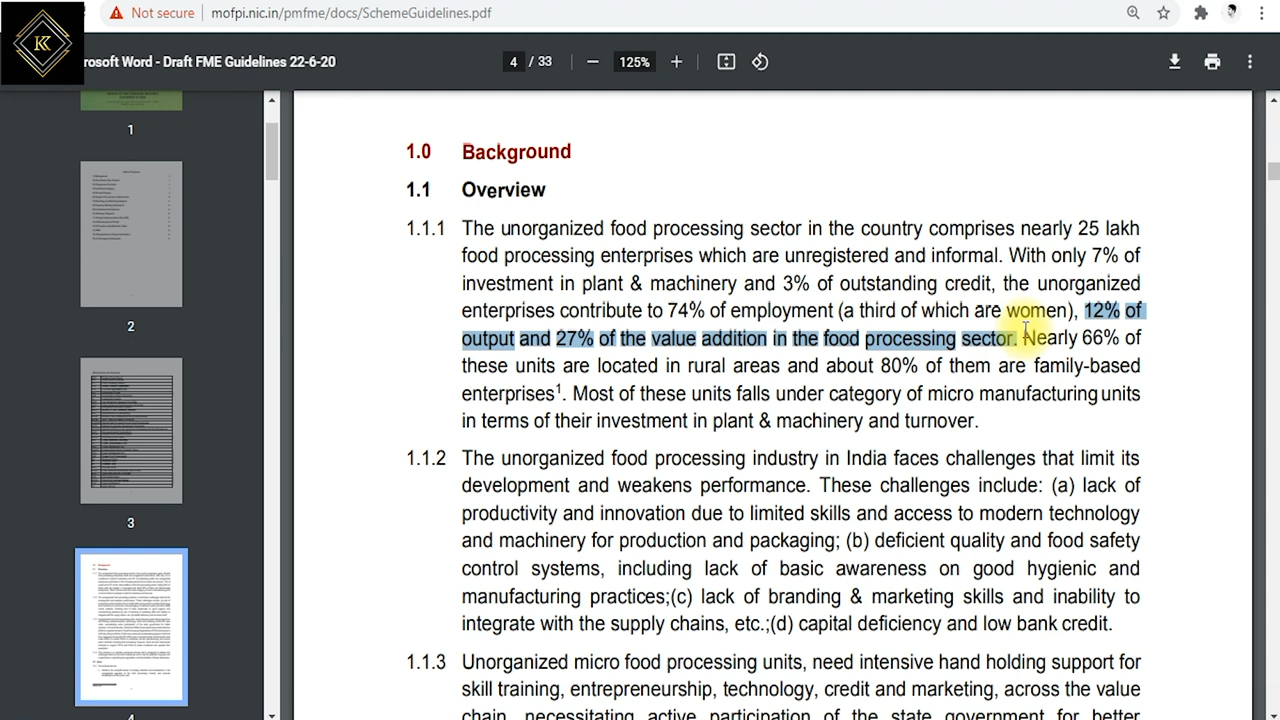 Not secure mofpi.nic.in/pmfme/docs/SchemeGuidelines.pdf
KK
rosoft Word - Draft FME Guidelines 22-6-20
4 / 33
125%
1
2
3
4
1.0 Background
1.1 Overview
1.1.1 The unorganized food processing sector in the country comprises nearly 25 lakh
food processing enterprises which are unregistered and informal. With only 7% of
investment in plant & machinery and 3% of outstanding credit, the unorganized
enterprises contribute to 74% of employment (a third of which are women), 12% of
output and 27% of the value addition in the food processing sector. Nearly 66% of
these units are located in rural areas and about 80% of them are family-based
enterprises1. Most of these units falls under category of micro manufacturing units
in terms of their investment in plant & machinery and turnover.
1.1.2 The unorganized food processing industry in India faces challenges that limit its
development and weakens performance. These challenges include: (a) lack of
productivity and innovation due to limited skills and access to modern technology
and machinery for production and packaging; (b) deficient quality and food safety
control systems, including lack of basic awareness on good hygienic and
manufacturing practices;(c) lack of branding & marketing skills and inability to
integrate with the supply chains, etc.;(d) capital deficiency and low bank credit.
1.1.3 Unorganized micro food processing units need intensive hand holding support for
skill training, entrepreneurship, technology, credit and marketing, across the value
chain, necessitating active participation of the state government for better